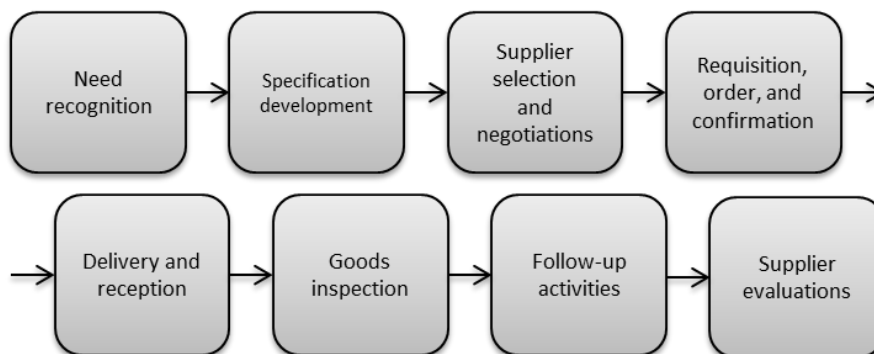 Need
recognition
Specification
development
Supplier
selection
and
negotiations
Requisition,
order, and
confirmation
Delivery and
reception
Goods
inspection
Follow-up
activities
Supplier
evaluations